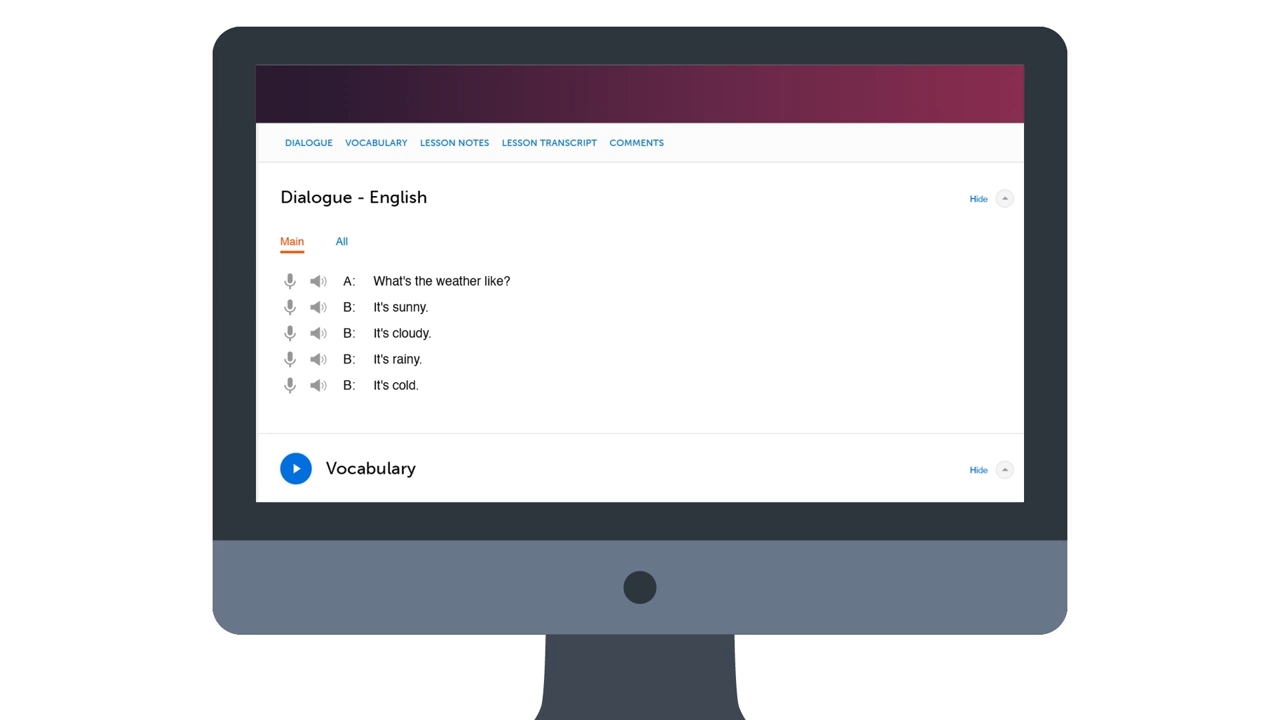 DIALOGUE VOCABULARY LESSON NOTES LESSON TRANSCRIPT COMMENTS
Dialogue - English Hide
Main All
A: What's the weather like?
B: It's sunny.
B: It's cloudy.
B: It's rainy.
B: It's cold.
Vocabulary Hide